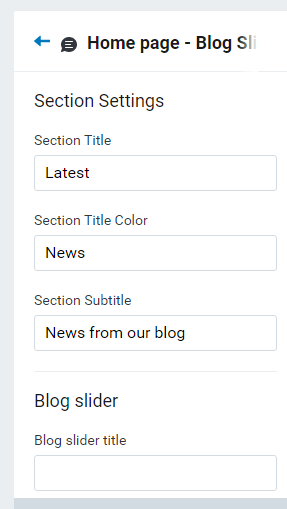 Home page - Blog Sli
Section Settings
Section Title
Latest
Section Title Color
News
Section Subtitle
News from our blog
Blog slider
Blog slider title